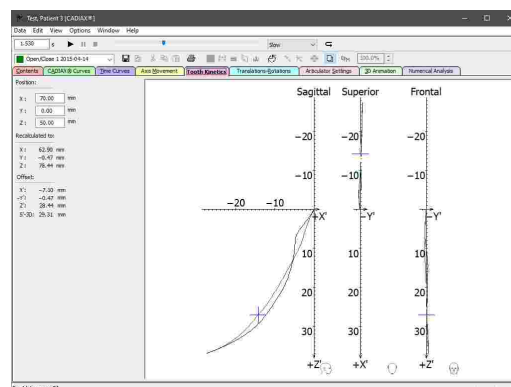 Test, Patient 3 [CADIAX®]
Data Edit View Options Window Help
1.530 s Slow
Open/Close 1 2015-04-14 100.0%
Contents CADIAX® Curves Time Curves Axis Movement Tooth Kinetics Translations-Rotations Articulator Settings 3D Animation Numerical Analysis
Position:
X: 70.00 mm
Y: 0.00 mm
Z: 50.00 mm
Recalculated to:
X: 62.90 mm
Y: -0.47 mm
Z: 78.44 mm
Offset:
X': -7.10 mm
-Y': -0.47 mm
Z': 28.44 mm
S'-3D: 29.31 mm
Sagittal Superior Frontal
-20 -20 -20
-10 -10 -10
-20 -10
+X' -Y' -Y'
10 10 10
20 20 20
30 30 30
+Z' +X' +Z'